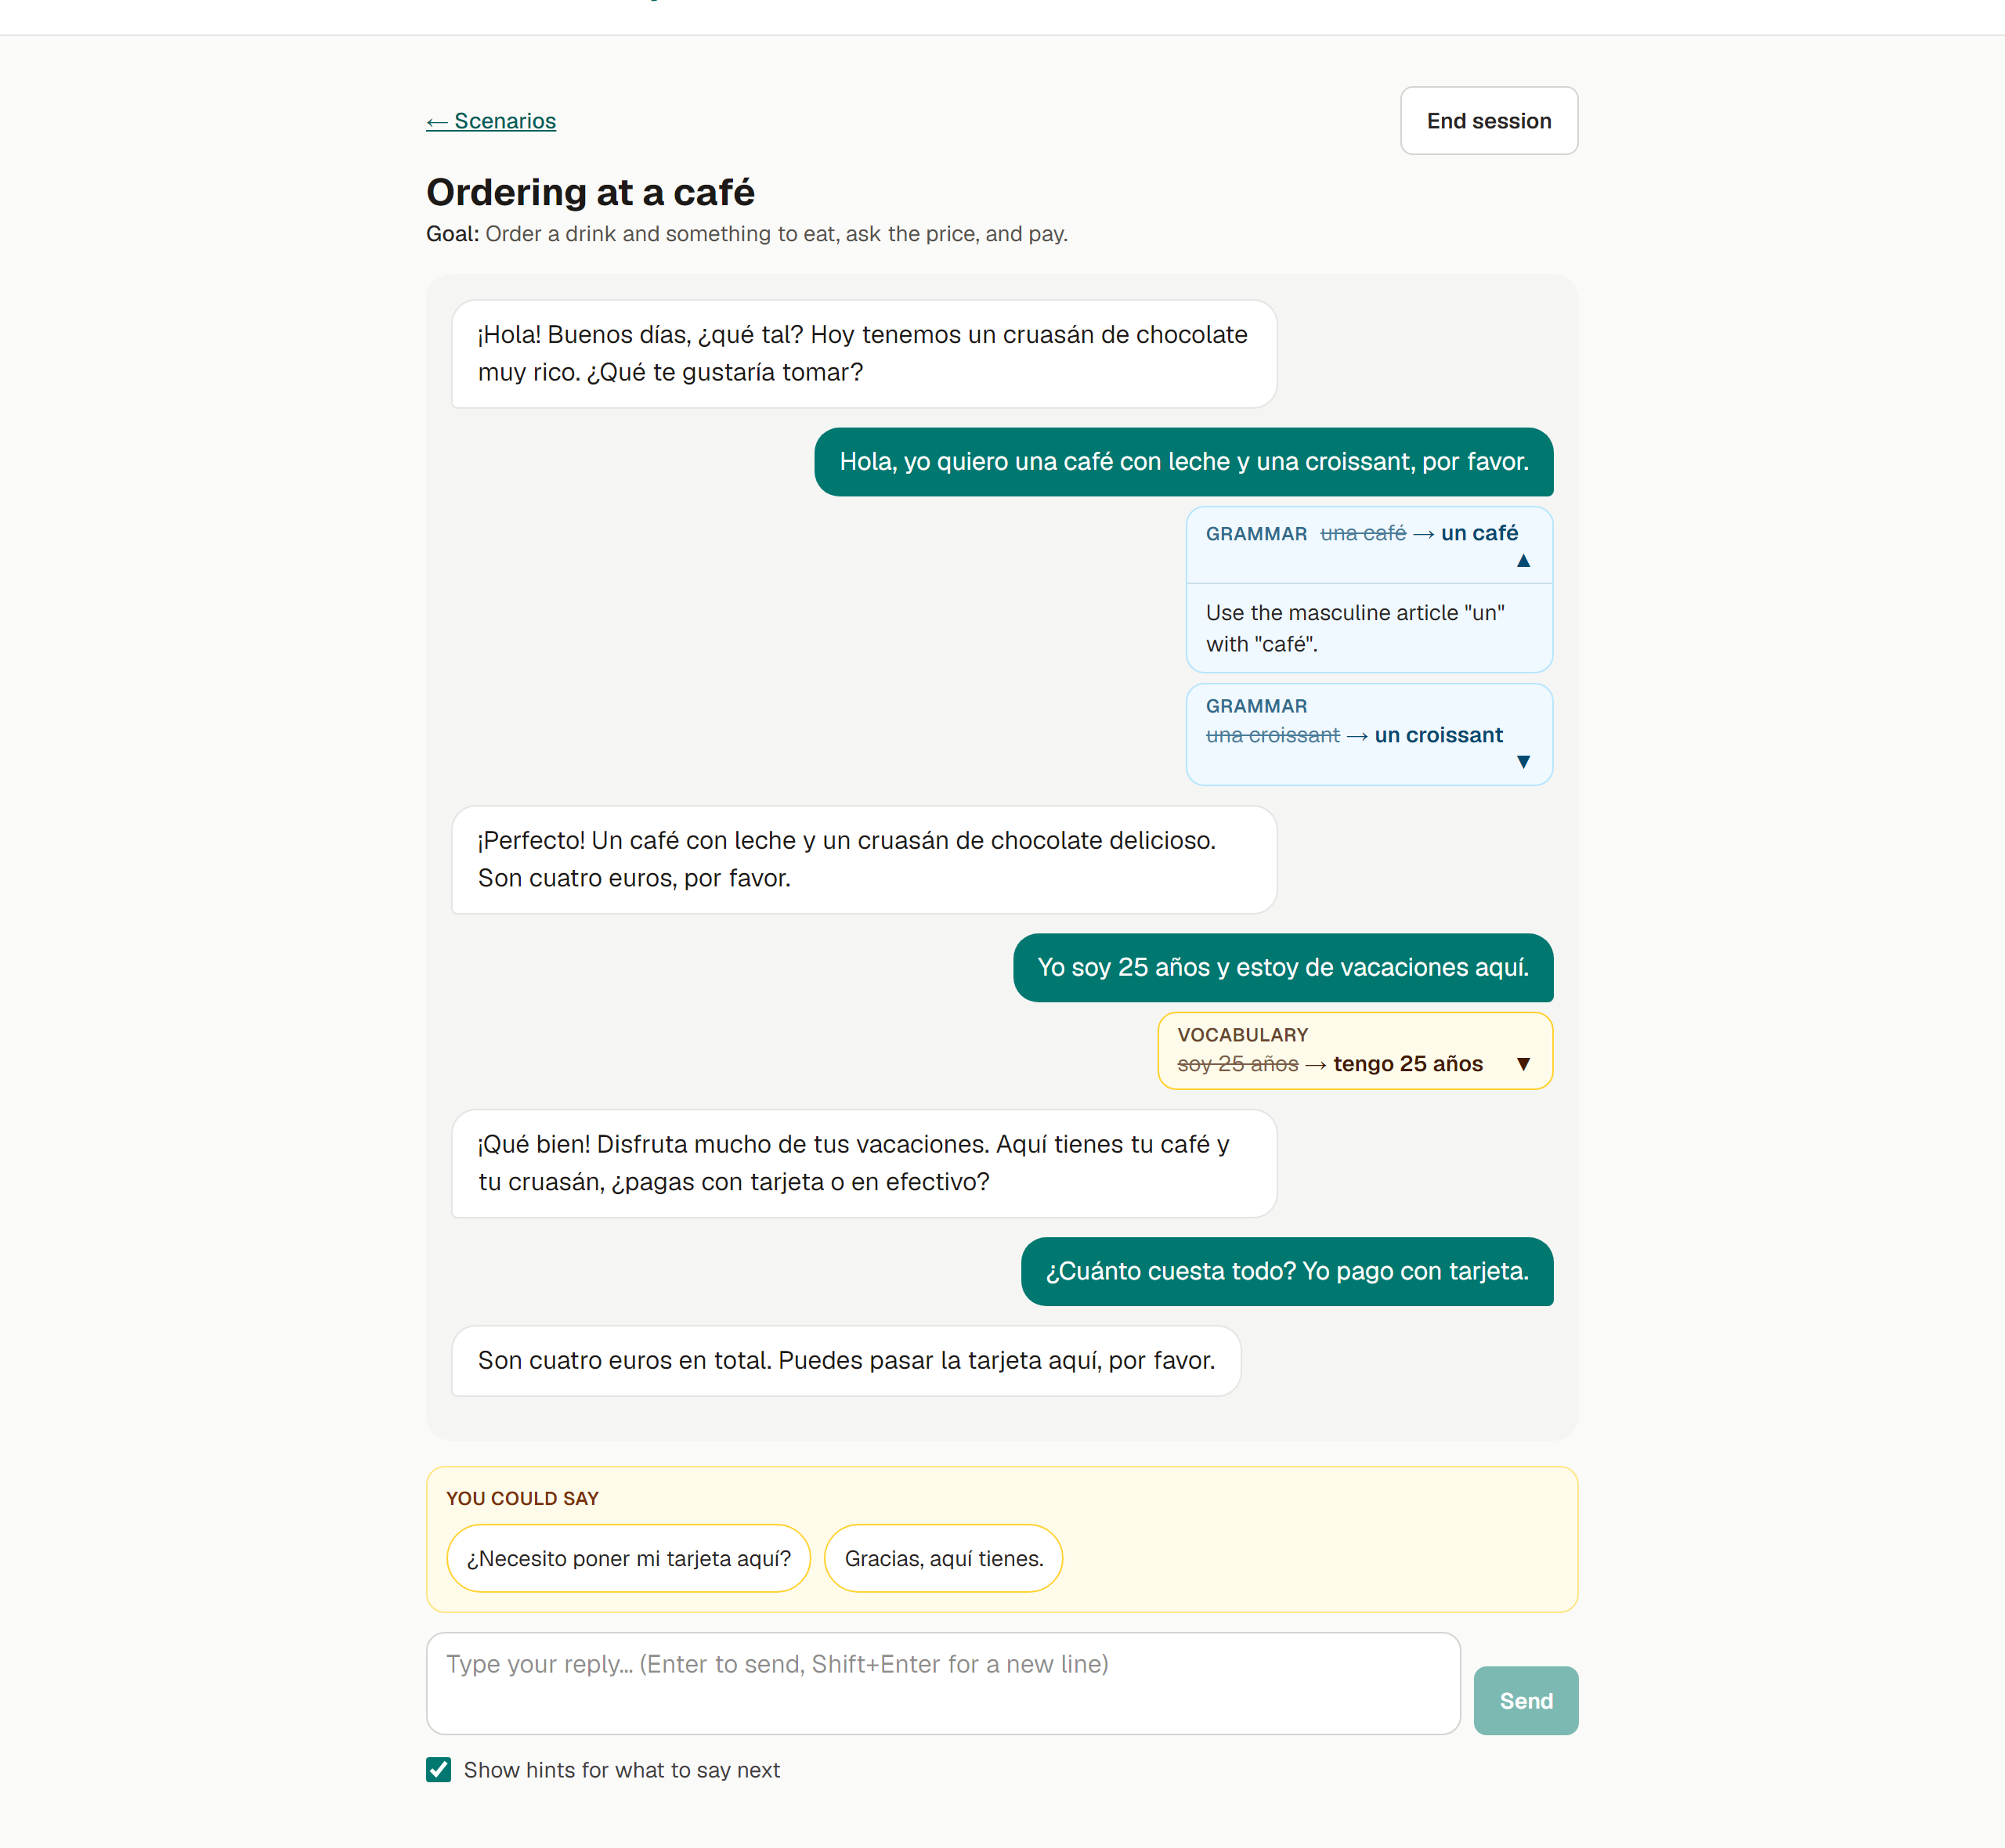 ← Scenarios
End session
Ordering at a café
Goal: Order a drink and something to eat, ask the price, and pay.
¡Hola! Buenos días, ¿qué tal? Hoy tenemos un cruasán de chocolate
muy rico. ¿Qué te gustaría tomar?
Hola, yo quiero una café con leche y una croissant, por favor.
GRAMMAR una café → un café
▲
Use the masculine article "un"
with "café".
GRAMMAR
una croissant → un croissant
▼
¡Perfecto! Un café con leche y un cruasán de chocolate delicioso.
Son cuatro euros, por favor.
Yo soy 25 años y estoy de vacaciones aquí.
VOCABULARY
soy 25 años → tengo 25 años ▼
¡Qué bien! Disfruta mucho de tus vacaciones. Aquí tienes tu café y
tu cruasán, ¿pagas con tarjeta o en efectivo?
¿Cuánto cuesta todo? Yo pago con tarjeta.
Son cuatro euros en total. Puedes pasar la tarjeta aquí, por favor.
YOU COULD SAY
¿Necesito poner mi tarjeta aquí? Gracias, aquí tienes.
Type your reply... (Enter to send, Shift+Enter for a new line)
Send
Show hints for what to say next